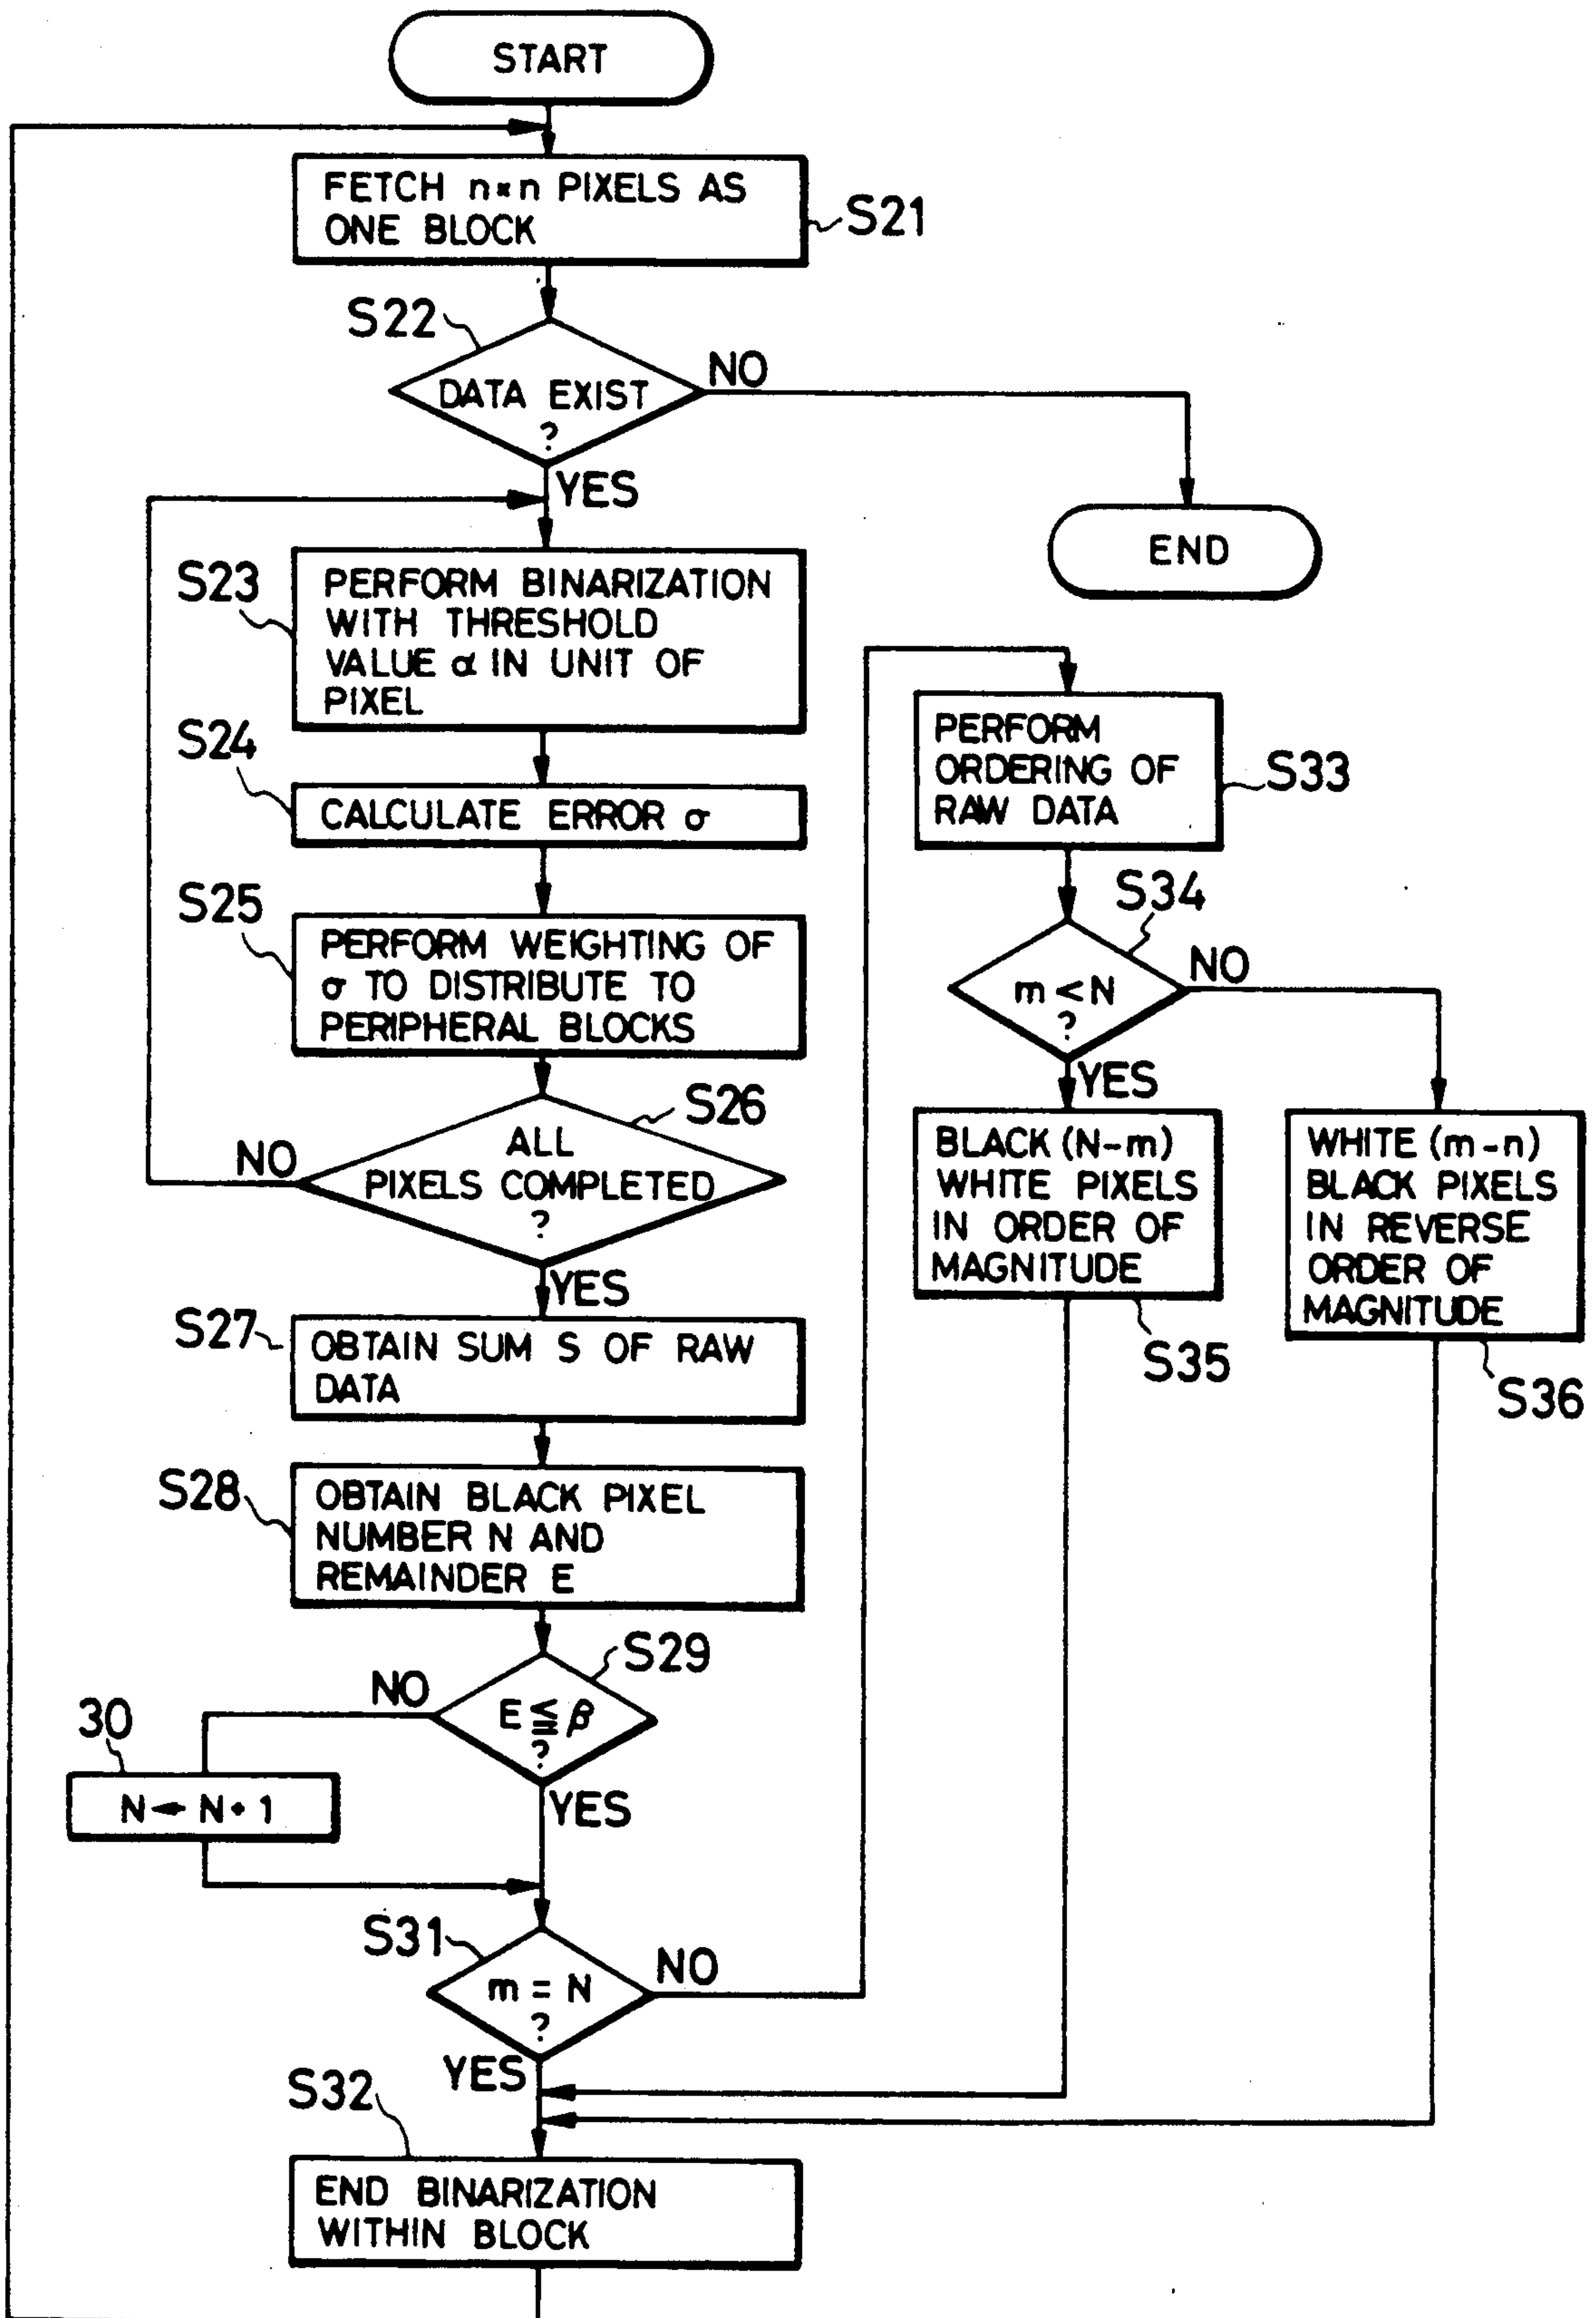 START
FETCH n×n PIXELS AS
ONE BLOCK
S21
S22
DATA EXIST
?
NO
YES
END
S23
PERFORM BINARIZATION
WITH THRESHOLD
VALUE α IN UNIT OF
PIXEL
S24
CALCULATE ERROR σ
S25
PERFORM WEIGHTING OF
σ TO DISTRIBUTE TO
PERIPHERAL BLOCKS
S26
ALL
PIXELS COMPLETED
?
NO
YES
S27
OBTAIN SUM S OF RAW
DATA
S28
OBTAIN BLACK PIXEL
NUMBER N AND
REMAINDER E
S29
E ≦ β
?
NO
YES
30
N ← N + 1
S31
m = N
?
NO
YES
S32
END BINARIZATION
WITHIN BLOCK
PERFORM
ORDERING OF
RAW DATA
S33
S34
m < N
?
NO
YES
BLACK (N-m)
WHITE PIXELS
IN ORDER OF
MAGNITUDE
S35
WHITE (m-n)
BLACK PIXELS
IN REVERSE
ORDER OF
MAGNITUDE
S36